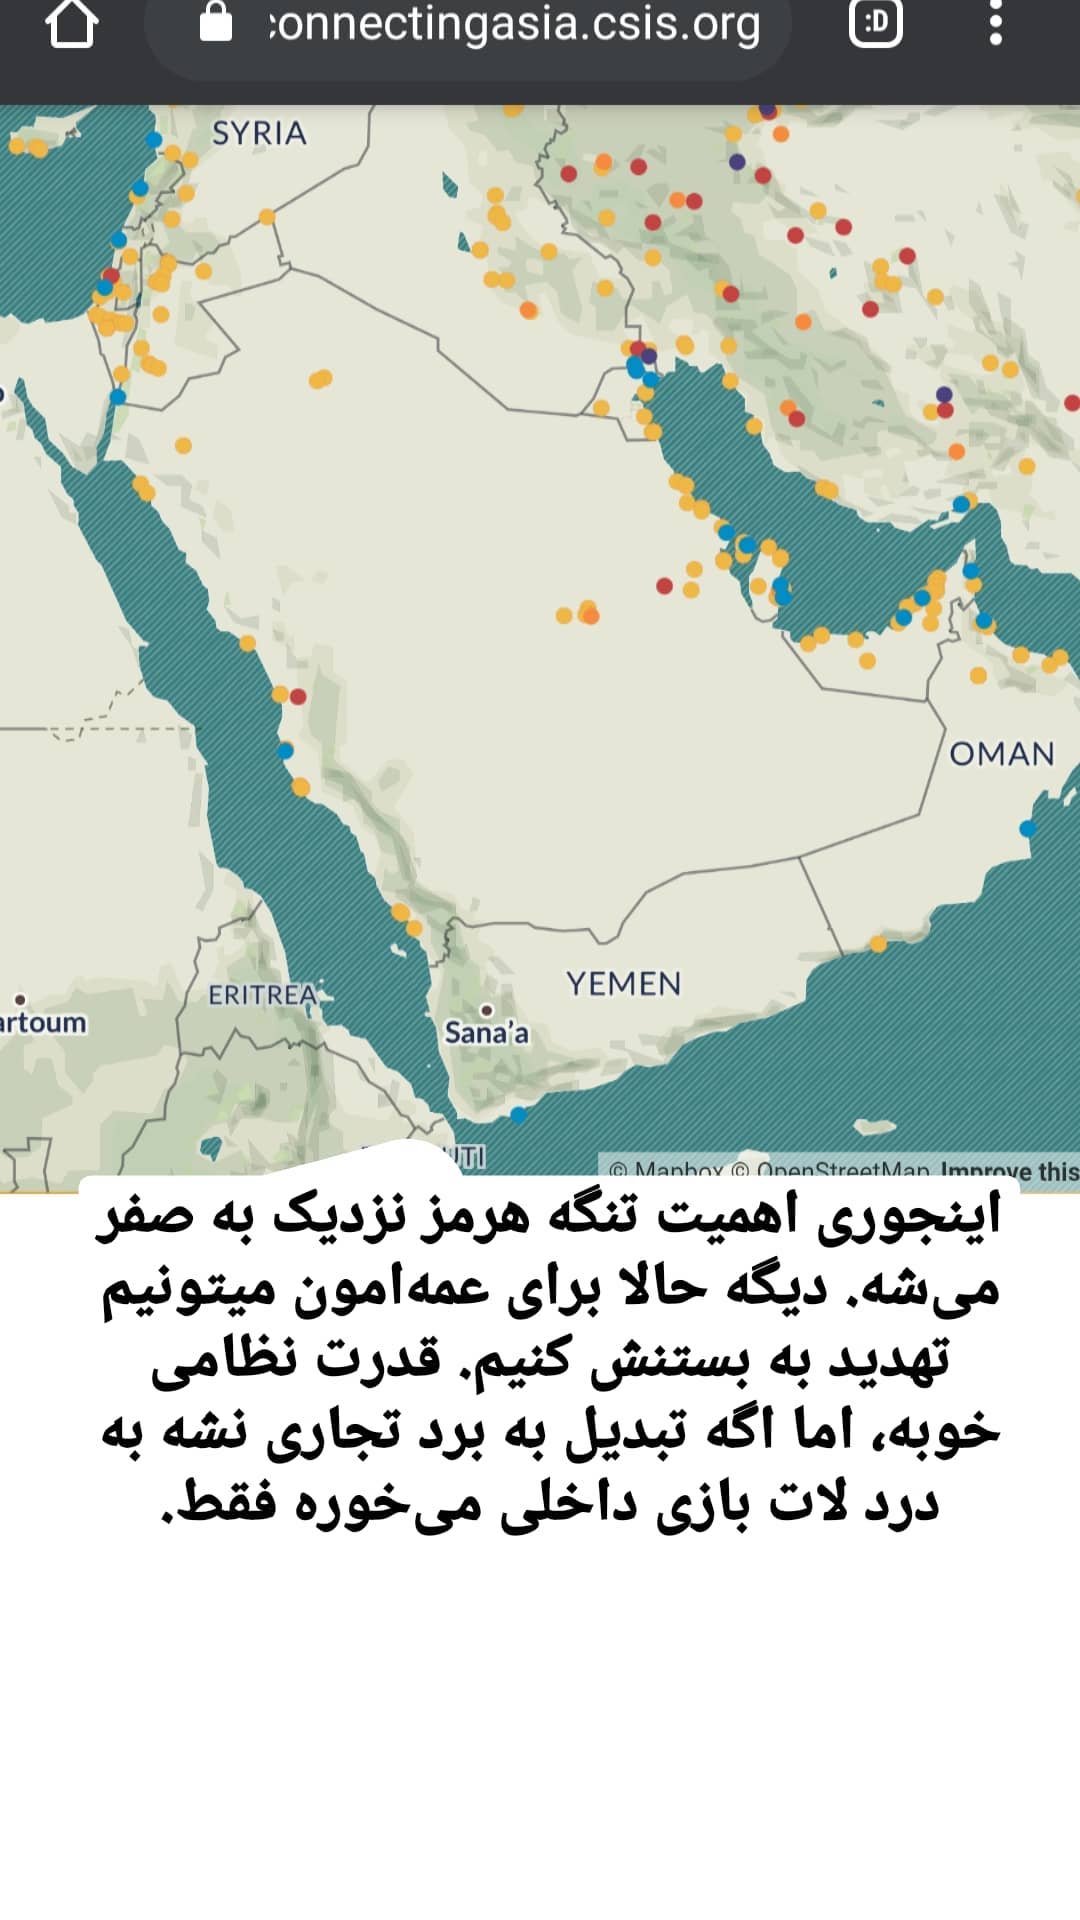 :onnectingasia.csis.org
:D
SYRIA
OMAN
YEMEN
ERITREA
Sana'a
artoum
UTI
© Mapbox © OpenStreetMap Improve this
اینجوری اهمیت تنگه هرمز نزدیک به صفر
می‌شه. دیگه حالا برای عمه‌امون میتونیم
تهدید به بستنش کنیم. قدرت نظامی
خوبه، اما اگه تبدیل به برد تجاری نشه به
درد لات بازی داخلی می‌خوره فقط.